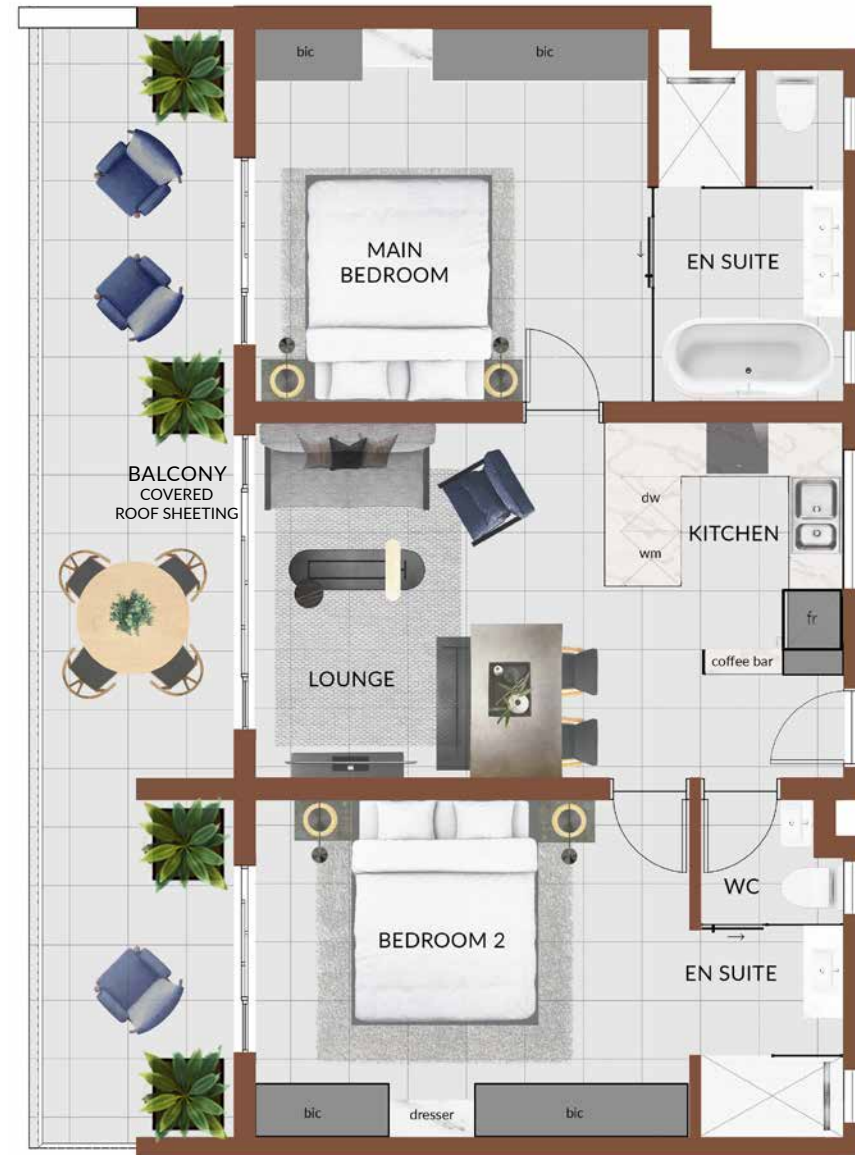 bic
bic
MAIN
BEDROOM
EN SUITE
BALCONY
COVERED
ROOF SHEETING
dw
wm
KITCHEN
fr
coffee bar
LOUNGE
WC
BEDROOM 2
EN SUITE
bic
dresser
bic